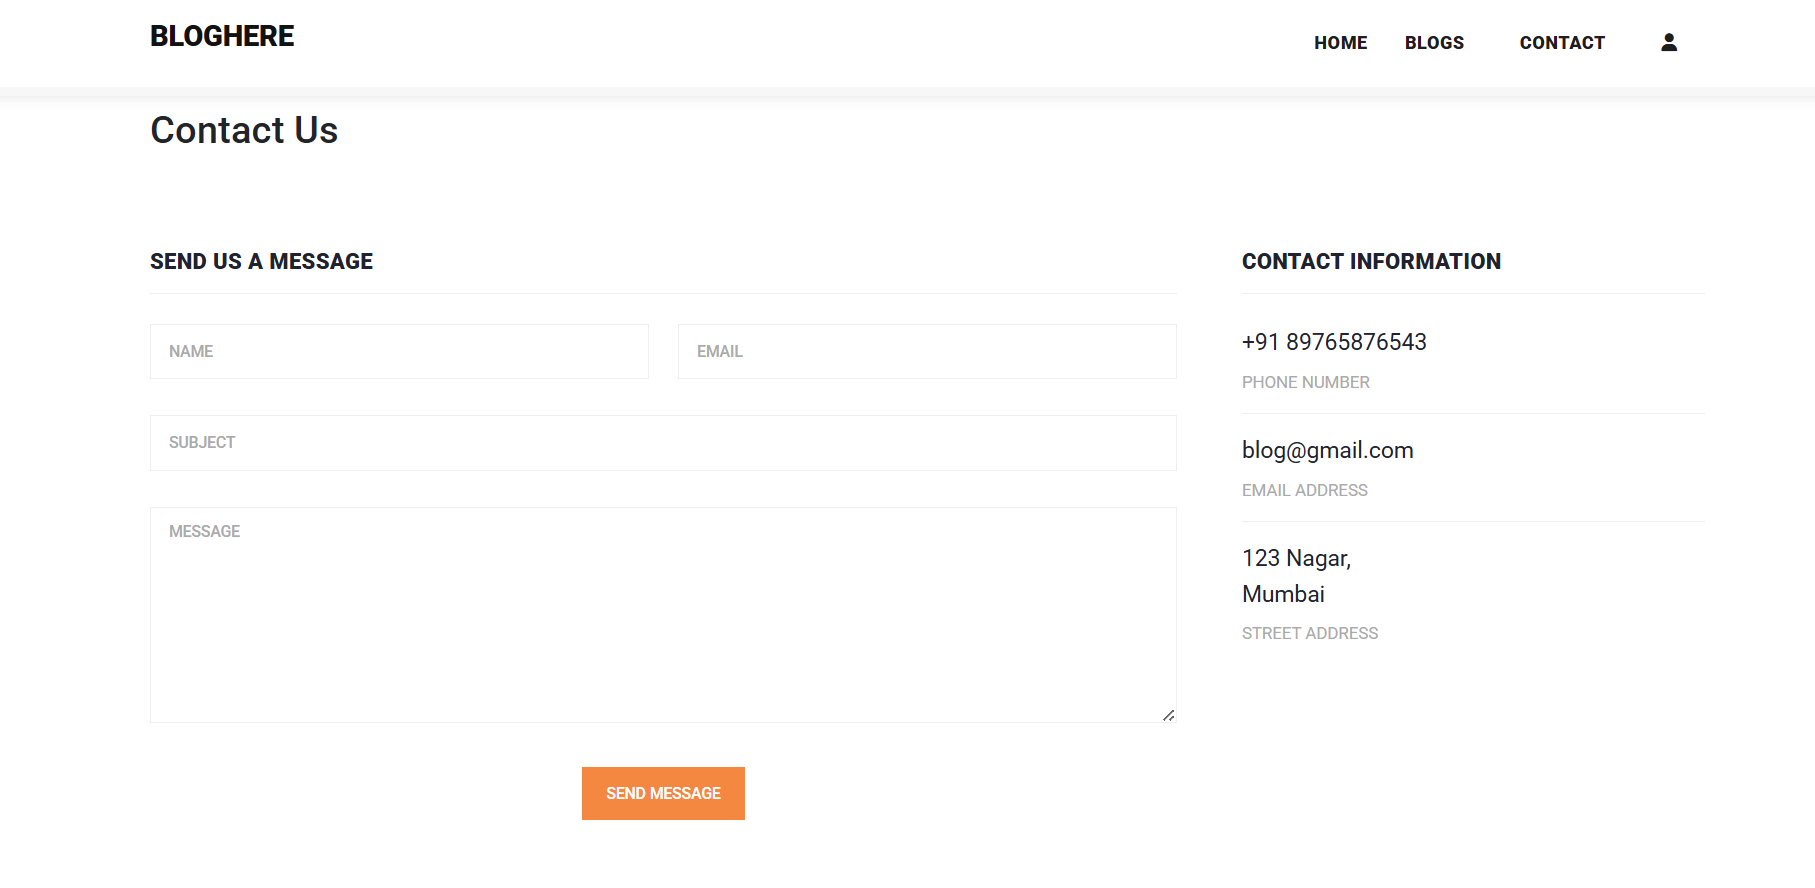 BLOGHERE
HOME BLOGS CONTACT
Contact Us
SEND US A MESSAGE
NAME EMAIL
SUBJECT
MESSAGE
SEND MESSAGE
CONTACT INFORMATION
+91 89765876543
PHONE NUMBER
blog@gmail.com
EMAIL ADDRESS
123 Nagar,
Mumbai
STREET ADDRESS